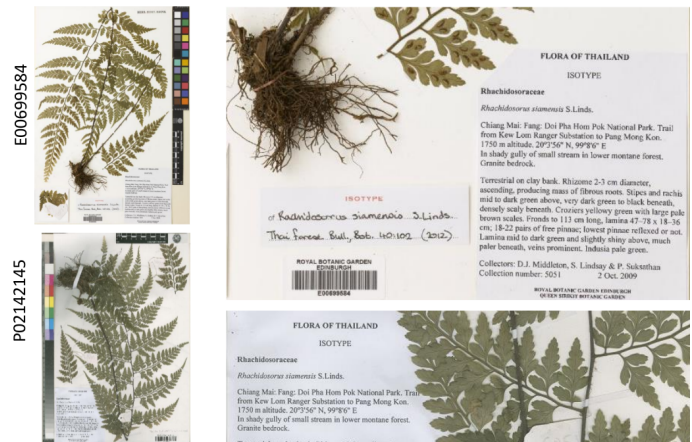 E00699584
P02142145
FLORA OF THAILAND
ISOTYPE
Rhachidosoraceae
Rhachidosorus siamensis S.Linds.
Chiang Mai: Fang: Doi Pha Hom Pok National Park. Trail
from Kew Lom Ranger Substation to Pang Mong Kon.
1750 m altitude. 20°3'56" N, 99°8'6" E
In shady gully of small stream in lower montane forest.
Granite bedrock.
Terrestrial on clay bank. Rhizome 2-3 cm diameter,
ascending, producing mass of fibrous roots. Stipes and rachis
mid to dark green above, very dark green to black beneath,
densely scaly beneath. Croziers yellowy green with large pale
brown scales. Fronds to 113 cm long, lamina 47-78 x 18-36
cm; 18-22 pairs of free pinnae; lowest pinnae reflexed or not.
Lamina mid to dark green and slightly shiny above, much
paler beneath, veins prominent. Indusia pale green.
Collectors: D.J. Middleton, S. Lindsay & P. Suksathan
Collection number: 5051 2 Oct. 2009
ROYAL BOTANIC GARDEN EDINBURGH
QUEEN SIRIKIT BOTANIC GARDEN
ISOTYPE
of Rachidosorus siamensis S.Linds.
Thai Forest Bull., Bot. 40:102 (2012)
ROYAL BOTANIC GARDEN
EDINBURGH
E00699584
FLORA OF THAILAND
ISOTYPE
Rhachidosoraceae
Rhachidosorus siamensis S.Linds.
Chiang Mai: Fang: Doi Pha Hom Pok National Park. Trail
from Kew Lom Ranger Substation to Pang Mong Kon.
1750 m altitude. 20°3'56" N, 99°8'6" E
In shady gully of small stream in lower montane forest.
Granite bedrock.